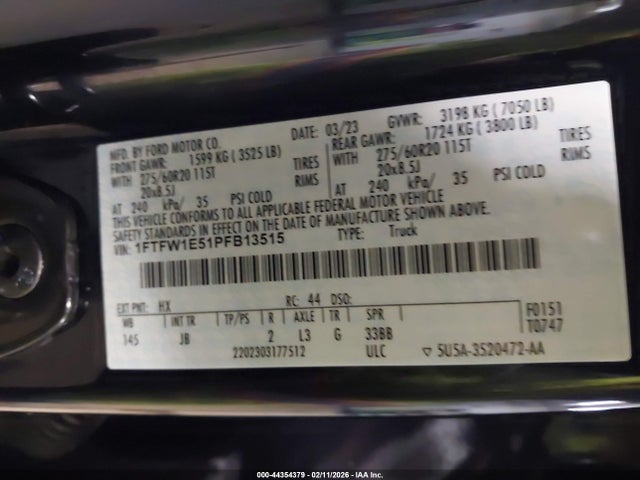 MFD. BY FORD MOTOR CO. DATE: 03/23 GVWR: 3198 KG (7050 LB)
FRONT GAWR: 1599 KG (3525 LB) REAR GAWR: 1724 KG (3800 LB)
WITH 275/60R20 115T TIRES WITH 275/60R20 115T TIRES
20x8.5J RIMS 20x8.5J RIMS
AT 240 kPa/ 35 PSI COLD AT 240 kPa/ 35 PSI COLD
THIS VEHICLE CONFORMS TO ALL APPLICABLE FEDERAL MOTOR VEHICLE
SAFETY STANDARDS IN EFFECT ON THE DATE OF MANUFACTURE SHOWN ABOVE.
VIN: 1FTFW1E51PFB13515 TYPE: Truck
EXT PNT: HX RC: 44 DSO:
WB INT TR TP/PS R AXLE TR SPR F0151
145 JB 2 L3 G 33BB T0747
2202303177512 ULC ▽ 5U5A-3520472-AA
000-44354379 - 02/11/2026 - IAA Inc.